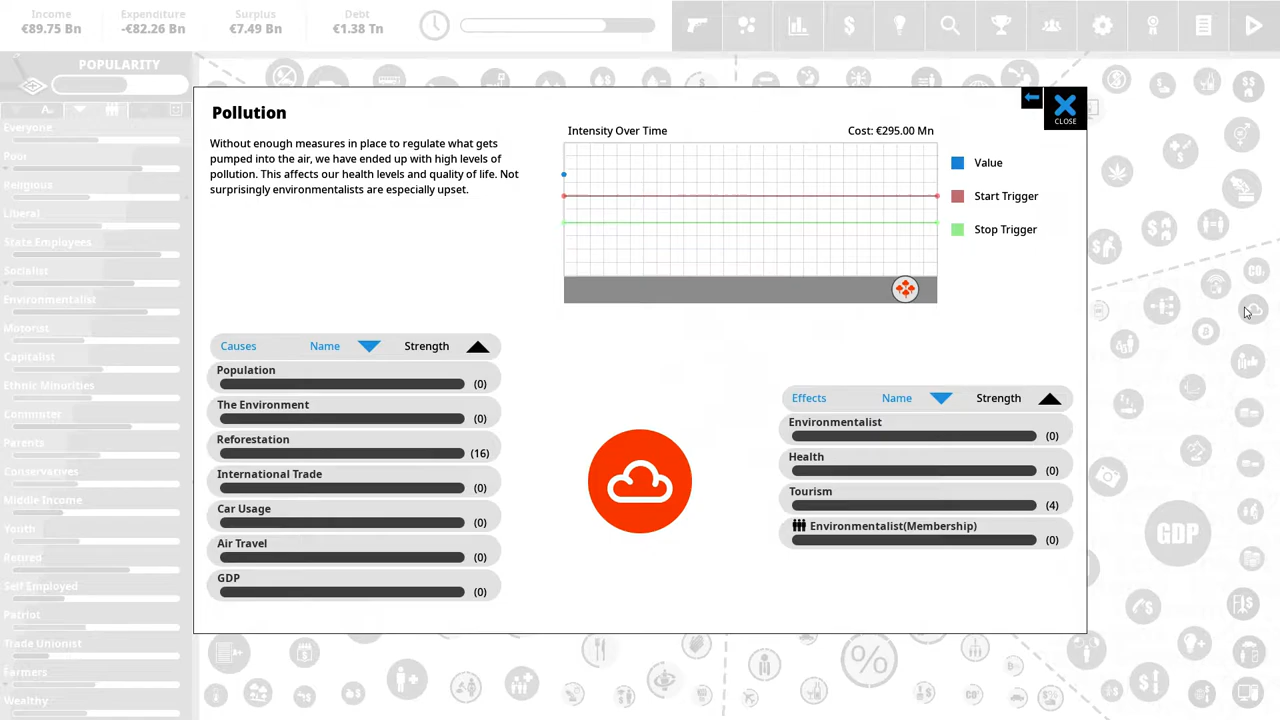 Income
Expenditure
Surplus
Debt
€89.75 Bn
-€82.26 Bn
€7.49 Bn
€1.38 Tn
POPULARITY
Everyone
Poor
Religious
Liberal
State Employees
Socialist
Environmentalist
Motorist
Capitalist
Ethnic Minorities
Commuter
Parents
Conservatives
Middle Income
Youth
Retired
Self Employed
Patriot
Trade Unionist
Farmers
Wealthy
Pollution
Without enough measures in place to regulate what gets
pumped into the air, we have ended up with high levels of
pollution. This affects our health levels and quality of life. Not
surprisingly environmentalists are especially upset.
Intensity Over Time
Cost: €295.00 Mn
CLOSE
Value
Start Trigger
Stop Trigger
Causes Name Strength
Population
(0)
The Environment
(0)
Reforestation
(16)
International Trade
(0)
Car Usage
(0)
Air Travel
(0)
GDP
(0)
Effects Name Strength
Environmentalist
(0)
Health
(0)
Tourism
(4)
Environmentalist(Membership)
(0)
GDP